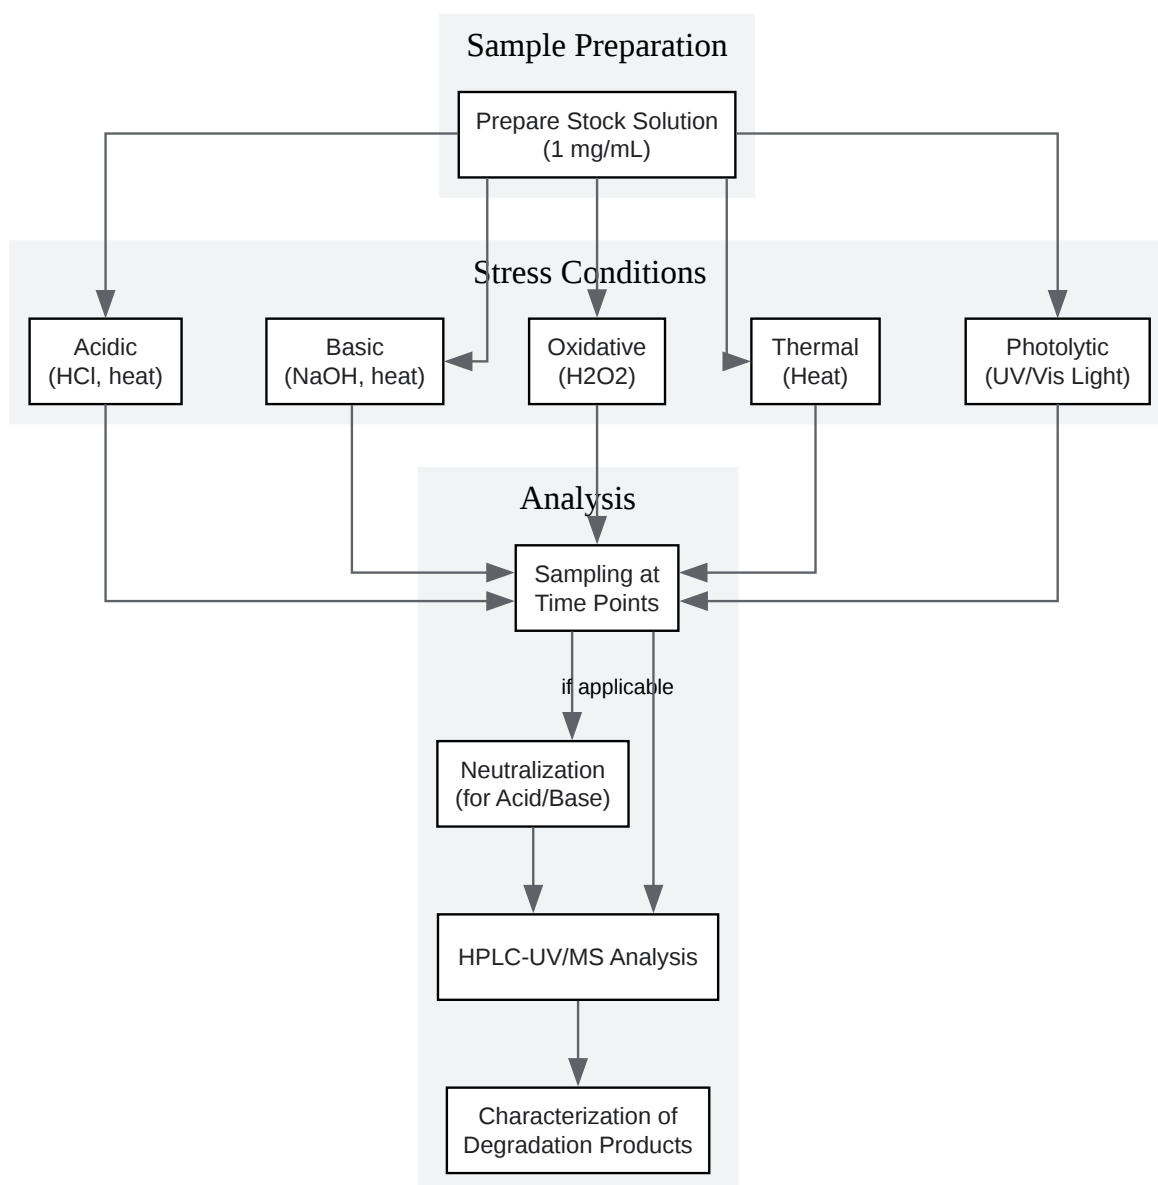 Sample Preparation
Prepare Stock Solution
(1 mg/mL)
Stress Conditions
Acidic
(HCl, heat)
Basic
(NaOH, heat)
Oxidative
(H2O2)
Thermal
(Heat)
Photolytic
(UV/Vis Light)
Analysis
Sampling at
Time Points
if applicable
Neutralization
(for Acid/Base)
HPLC-UV/MS Analysis
Characterization of
Degradation Products